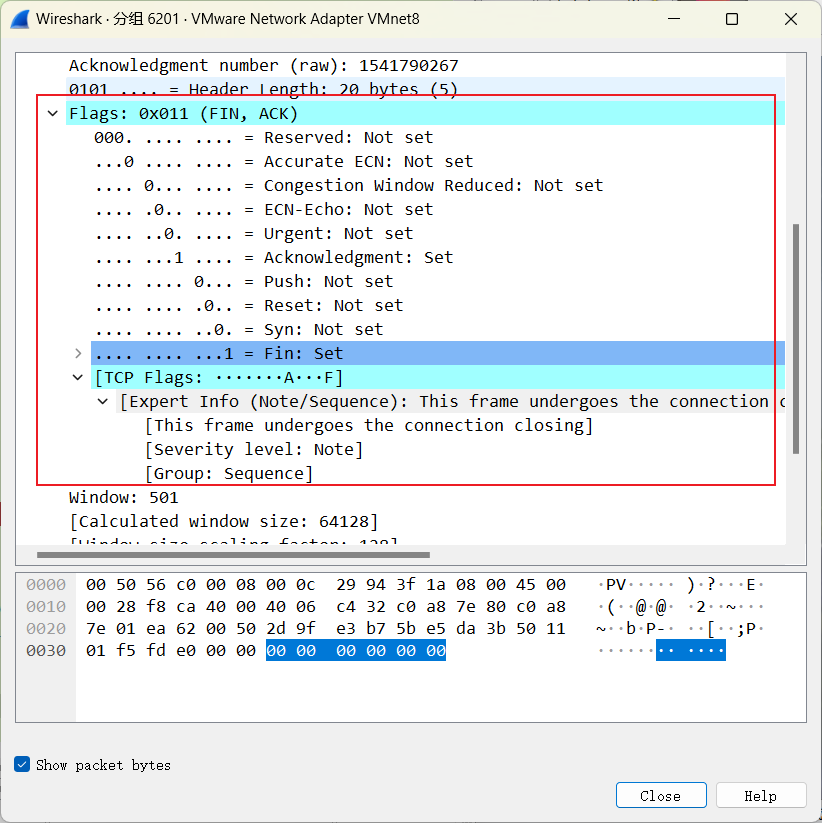 Wireshark · 分组 6201 · VMware Network Adapter VMnet8
Acknowledgment number (raw): 1541790267
0101 .... = Header Length: 20 bytes (5)
Flags: 0x011 (FIN, ACK)
000. .... .... = Reserved: Not set
...0 .... .... = Accurate ECN: Not set
.... 0... .... = Congestion Window Reduced: Not set
.... .0.. .... = ECN-Echo: Not set
.... ..0. .... = Urgent: Not set
.... ...1 .... = Acknowledgment: Set
.... .... 0... = Push: Not set
.... .... .0.. = Reset: Not set
.... .... ..0. = Syn: Not set
.... .... ...1 = Fin: Set
[TCP Flags: ·······A···F]
[Expert Info (Note/Sequence): This frame undergoes the connection c
[This frame undergoes the connection closing]
[Severity level: Note]
[Group: Sequence]
Window: 501
[Calculated window size: 64128]
[Window size scaling factor: 128]
0000 00 50 56 c0 00 08 00 0c 29 94 3f 1a 08 00 45 00 ·PV····· )·?···E·
0010 00 28 f8 ca 40 00 40 06 c4 32 c0 a8 7e 80 c0 a8 ·(··@·@· ·2··~···
0020 7e 01 ea 62 00 50 2d 9f e3 b7 5b e5 da 3b 50 11 ~··b·P-· ··[··;P·
0030 01 f5 fd e0 00 00 00 00 00 00 00 00 ········ ····
Show packet bytes
Close
Help